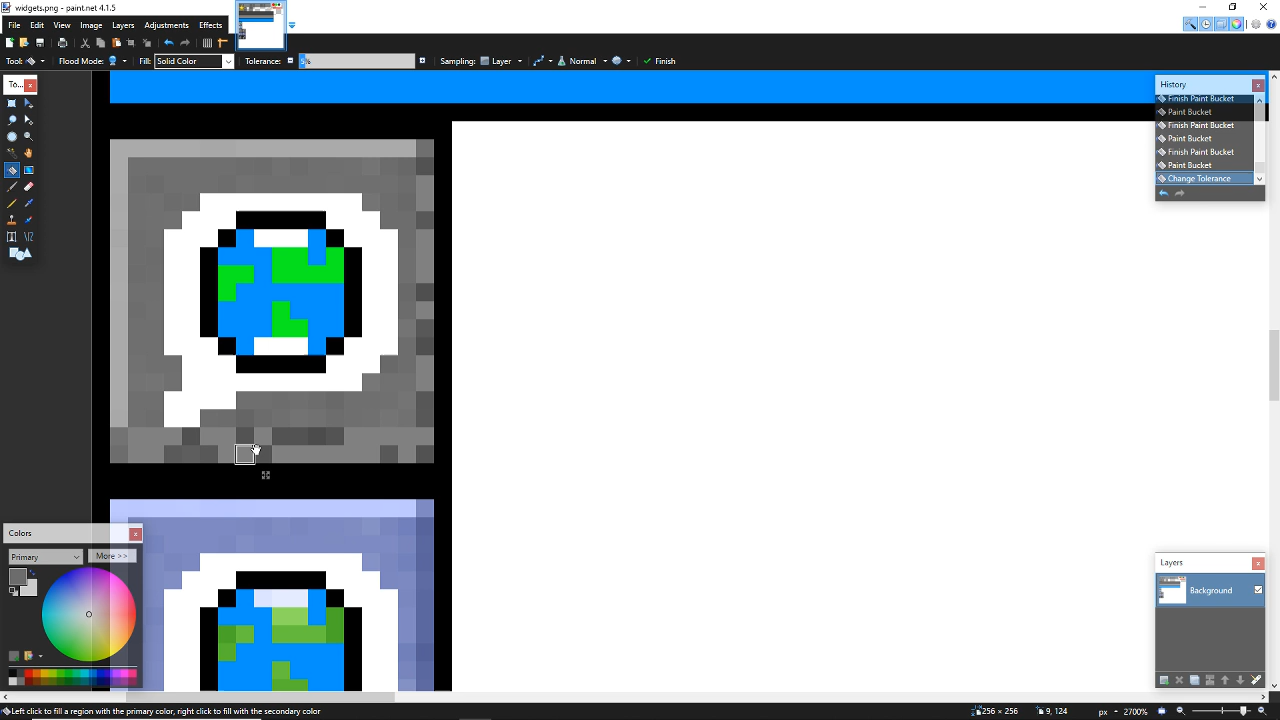 widgets.png - paint.net 4.1.5
File Edit View Image Layers Adjustments Effects
Tool: Flood Mode: Fill: Solid Color Tolerance: 5% Sampling: Layer Normal Finish
To...
History
Finish Paint Bucket
Paint Bucket
Finish Paint Bucket
Paint Bucket
Finish Paint Bucket
Paint Bucket
Change Tolerance
Colors
Primary More >>
Layers
Background
Left click to fill a region with the primary color, right click to fill with the secondary color 256 × 256 9, 124 px 2700%